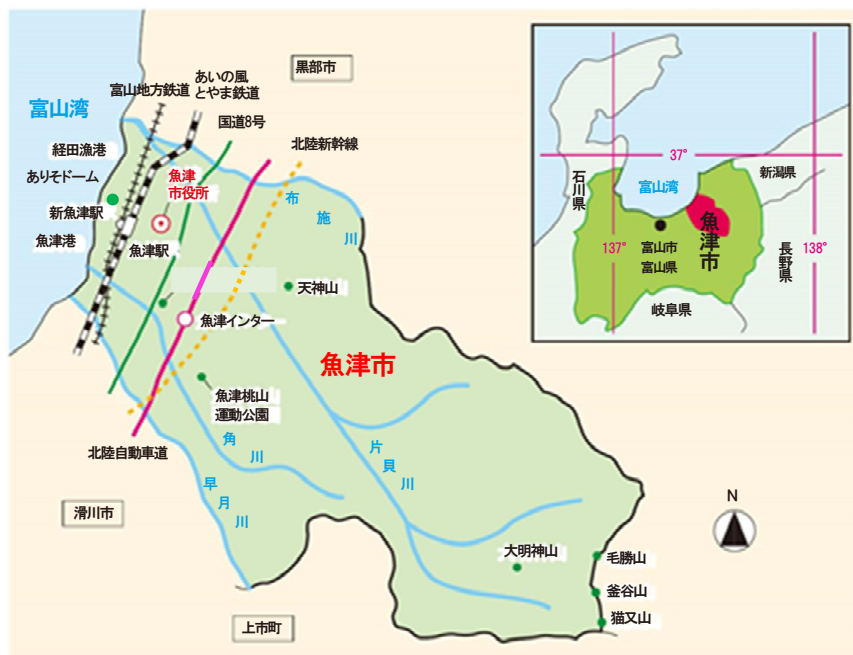 黒部市
富山地方鉄道
あいの風
とやま鉄道
国道8号
富山湾
経田漁港
ありそドーム
新魚津駅
魚津港
魚津
市役所
魚津駅
北陸新幹線
布施川
天神山
魚津インター
魚津市
魚津桃山
運動公園
北陸自動車道
角川
早月川
片貝川
滑川市
上市町
大明神山
毛勝山
釜谷山
猫又山
N
37°
石川県
富山湾
新潟県
魚津市
137°
富山市
富山県
長野県
138°
岐阜県